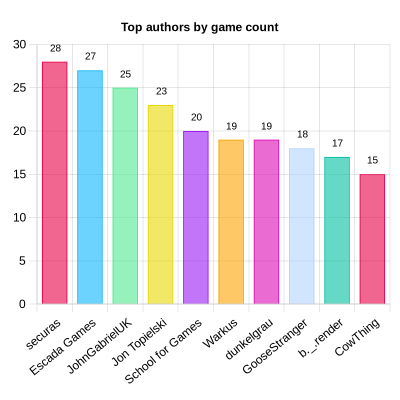 Top authors by game count
30
25
20
15
10
5
0
28
27
25
23
20
19
19
18
17
15
securas
Escada Games
JohnGabrielUK
Jon Topielski
School for Games
Warkus
dunkelgrau
GooseStranger
b._.render
CowThing